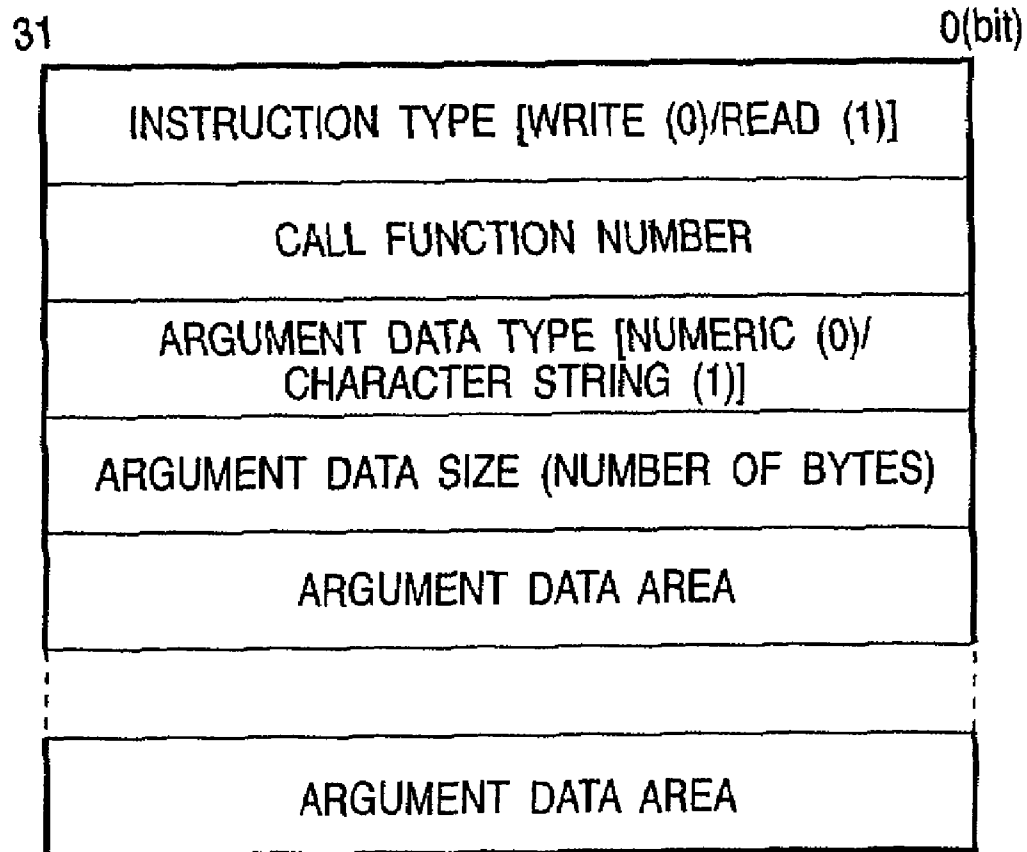 31 0(bit)
INSTRUCTION TYPE [WRITE (0)/READ (1)]
CALL FUNCTION NUMBER
ARGUMENT DATA TYPE [NUMERIC (0)/
CHARACTER STRING (1)]
ARGUMENT DATA SIZE (NUMBER OF BYTES)
ARGUMENT DATA AREA
ARGUMENT DATA AREA